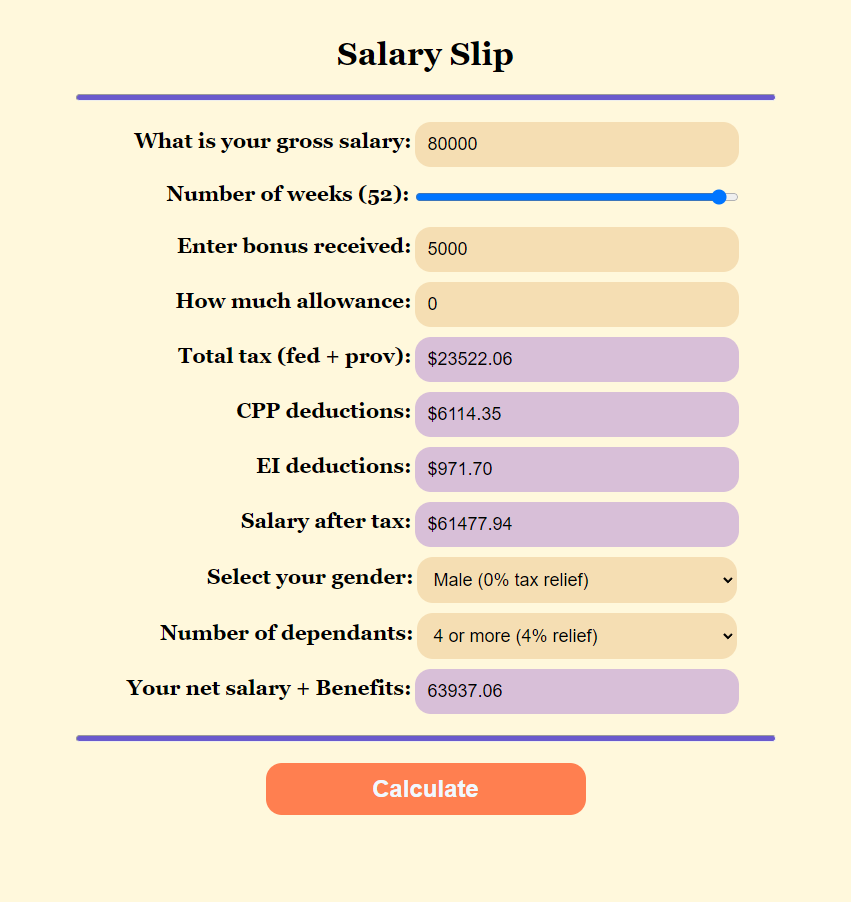 Salary Slip
What is your gross salary: 80000
Number of weeks (52):
Enter bonus received: 5000
How much allowance: 0
Total tax (fed + prov): $23522.06
CPP deductions: $6114.35
EI deductions: $971.70
Salary after tax: $61477.94
Select your gender: Male (0% tax relief)
Number of dependants: 4 or more (4% relief)
Your net salary + Benefits: 63937.06
Calculate